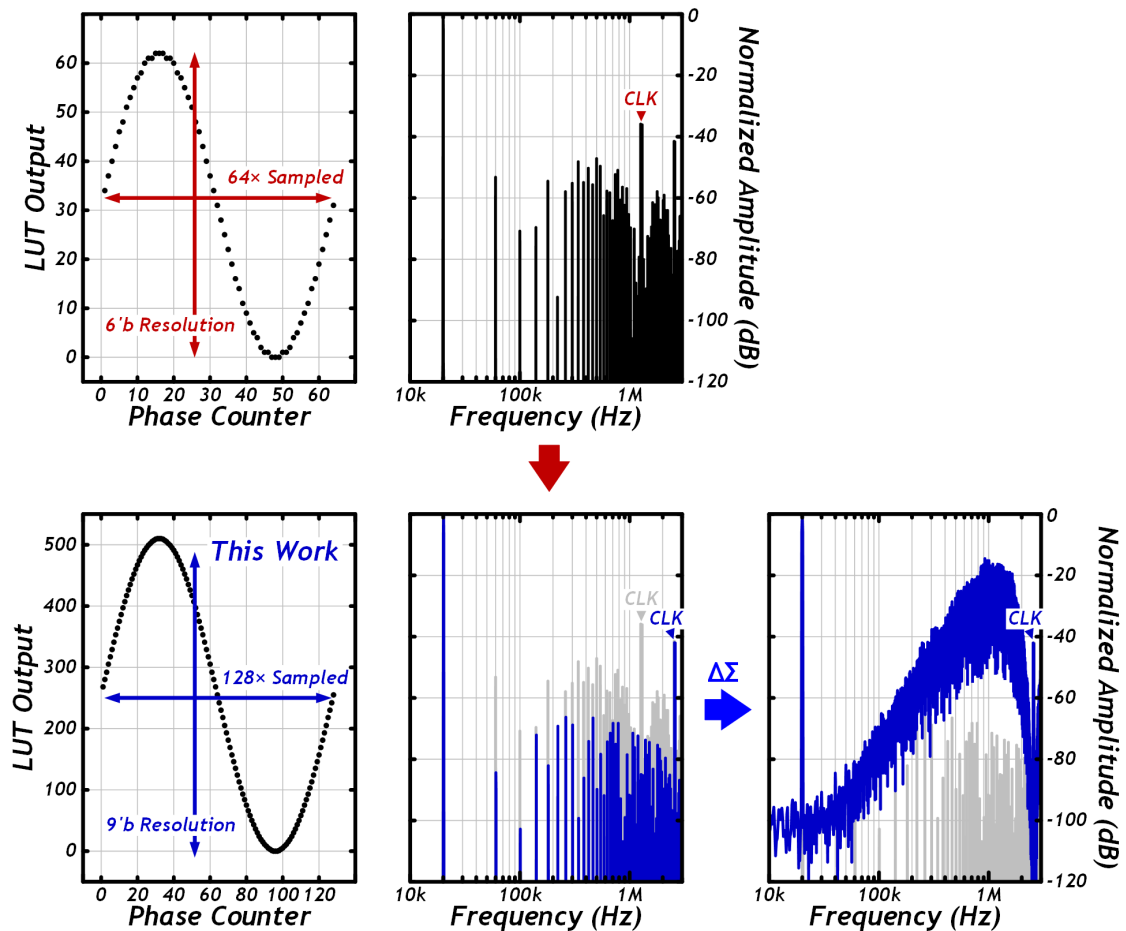 60
50
40
30
20
10
0
LUT Output
64× Sampled
6'b Resolution
0 10 20 30 40 50 60
Phase Counter
CLK
0
-20
-40
-60
-80
-100
-120
Normalized Amplitude (dB)
10k 100k 1M
Frequency (Hz)
500
400
300
200
100
0
LUT Output
This Work
128× Sampled
9'b Resolution
0 20 40 60 80 100 120
Phase Counter
CLK
CLK
10k 100k 1M
Frequency (Hz)
ΔΣ
CLK
0
-20
-40
-60
-80
-100
-120
Normalized Amplitude (dB)
10k 100k 1M
Frequency (Hz)